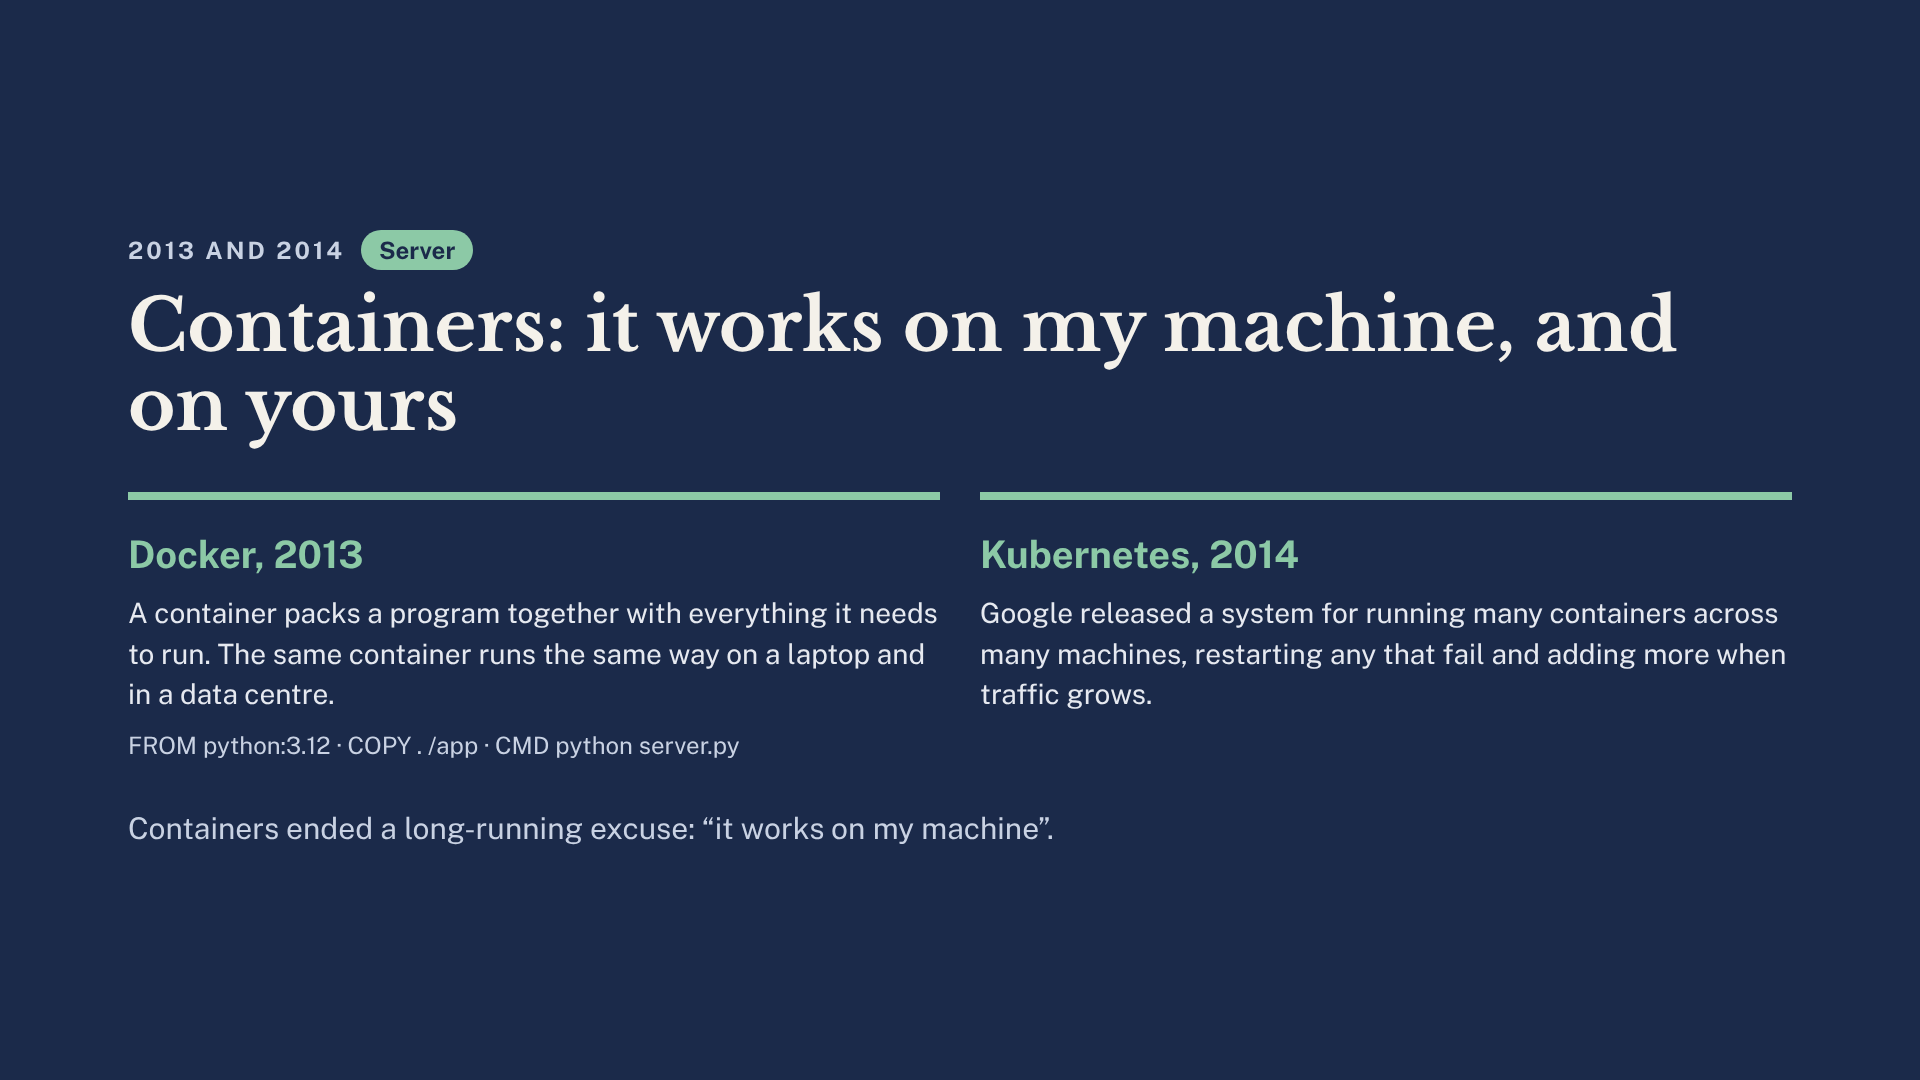 2013 AND 2014 Server
Containers: it works on my machine, and
on yours
Docker, 2013
A container packs a program together with everything it needs
to run. The same container runs the same way on a laptop and
in a data centre.
FROM python:3.12 · COPY . /app · CMD python server.py
Kubernetes, 2014
Google released a system for running many containers across
many machines, restarting any that fail and adding more when
traffic grows.
Containers ended a long-running excuse: “it works on my machine”.